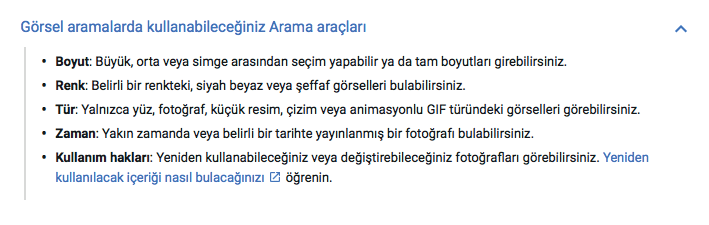 Görsel aramalarda kullanabileceğiniz Arama araçları
• Boyut: Büyük, orta veya simge arasından seçim yapabilir ya da tam boyutları girebilirsiniz.
• Renk: Belirli bir renkteki, siyah beyaz veya şeffaf görselleri bulabilirsiniz.
• Tür: Yalnızca yüz, fotoğraf, küçük resim, çizim veya animasyonlu GIF türündeki görselleri görebilirsiniz.
• Zaman: Yakın zamanda veya belirli bir tarihte yayınlanmış bir fotoğrafı bulabilirsiniz.
• Kullanım hakları: Yeniden kullanabileceğiniz veya değiştirebileceğiniz fotoğrafları görebilirsiniz. Yeniden
kullanılacak içeriği nasıl bulacağınızı öğrenin.